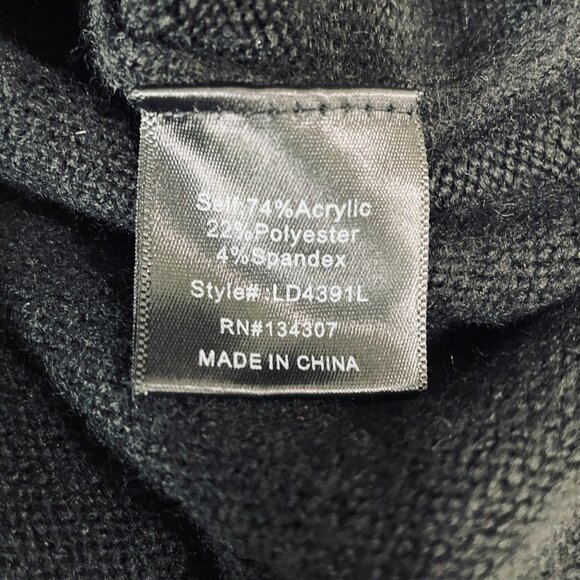 Self:74%Acrylic
22%Polyester
4%Spandex
Style#:LD4391L
RN#134307
MADE IN CHINA